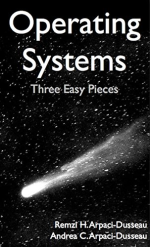 Operating
Systems
Three Easy Pieces
Remzi H. Arpaci-Dusseau
Andrea C. Arpaci-Dusseau